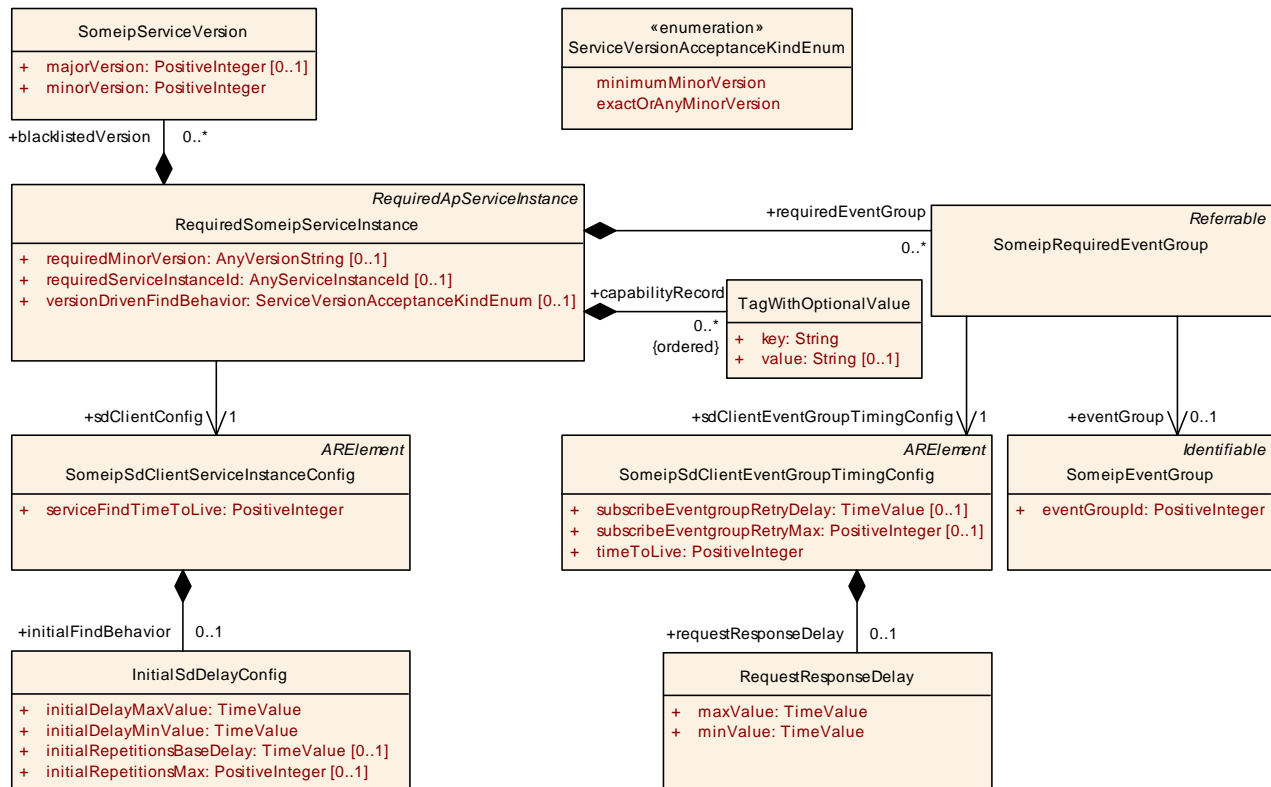 SomeipServiceVersion
+ majorVersion: PositiveInteger [0..1]
+ minorVersion: PositiveInteger
«enumeration»
ServiceVersionAcceptanceKindEnum
minimumMinorVersion
exactOrAnyMinorVersion
+blacklistedVersion 0..*
RequiredApServiceInstance
RequiredSomeipServiceInstance
+ requiredMinorVersion: AnyVersionString [0..1]
+ requiredServiceInstanceId: AnyServiceInstanceId [0..1]
+ versionDrivenFindBehavior: ServiceVersionAcceptanceKindEnum [0..1]
+requiredEventGroup
0..*
Referrable
SomeipRequiredEventGroup
+capabilityRecord
0..*
{ordered}
TagWithOptionalValue
+ key: String
+ value: String [0..1]
+sdClientConfig 1
+sdClientEventGroupTimingConfig 1
+eventGroup 0..1
ARElement
SomeipSdClientServiceInstanceConfig
+ serviceFindTimeToLive: PositiveInteger
ARElement
SomeipSdClientEventGroupTimingConfig
+ subscribeEventgroupRetryDelay: TimeValue [0..1]
+ subscribeEventgroupRetryMax: PositiveInteger [0..1]
+ timeToLive: PositiveInteger
Identifiable
SomeipEventGroup
+ eventGroupId: PositiveInteger
+initialFindBehavior 0..1
+requestResponseDelay 0..1
InitialSdDelayConfig
+ initialDelayMaxValue: TimeValue
+ initialDelayMinValue: TimeValue
+ initialRepetitionsBaseDelay: TimeValue [0..1]
+ initialRepetitionsMax: PositiveInteger [0..1]
RequestResponseDelay
+ maxValue: TimeValue
+ minValue: TimeValue